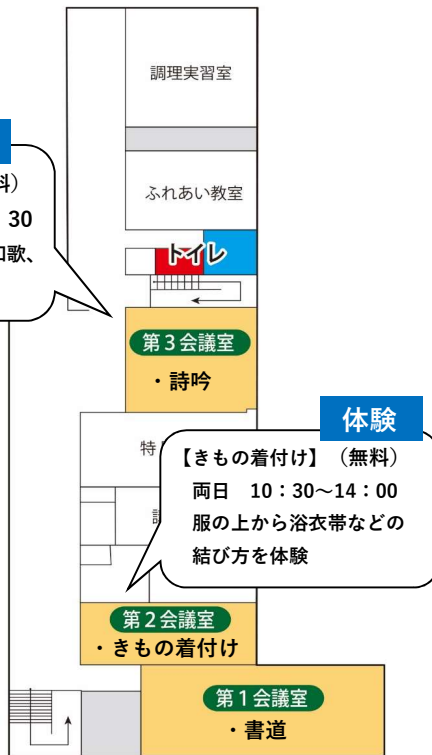 調理実習室
ふれあい教室
トイレ
料）
30
歌、
第３会議室
・詩吟
特
体験
【きもの着付け】（無料）
両日　10：30～14：00
服の上から浴衣帯などの
結び方を体験
第２会議室
・きもの着付け
第１会議室
・書道